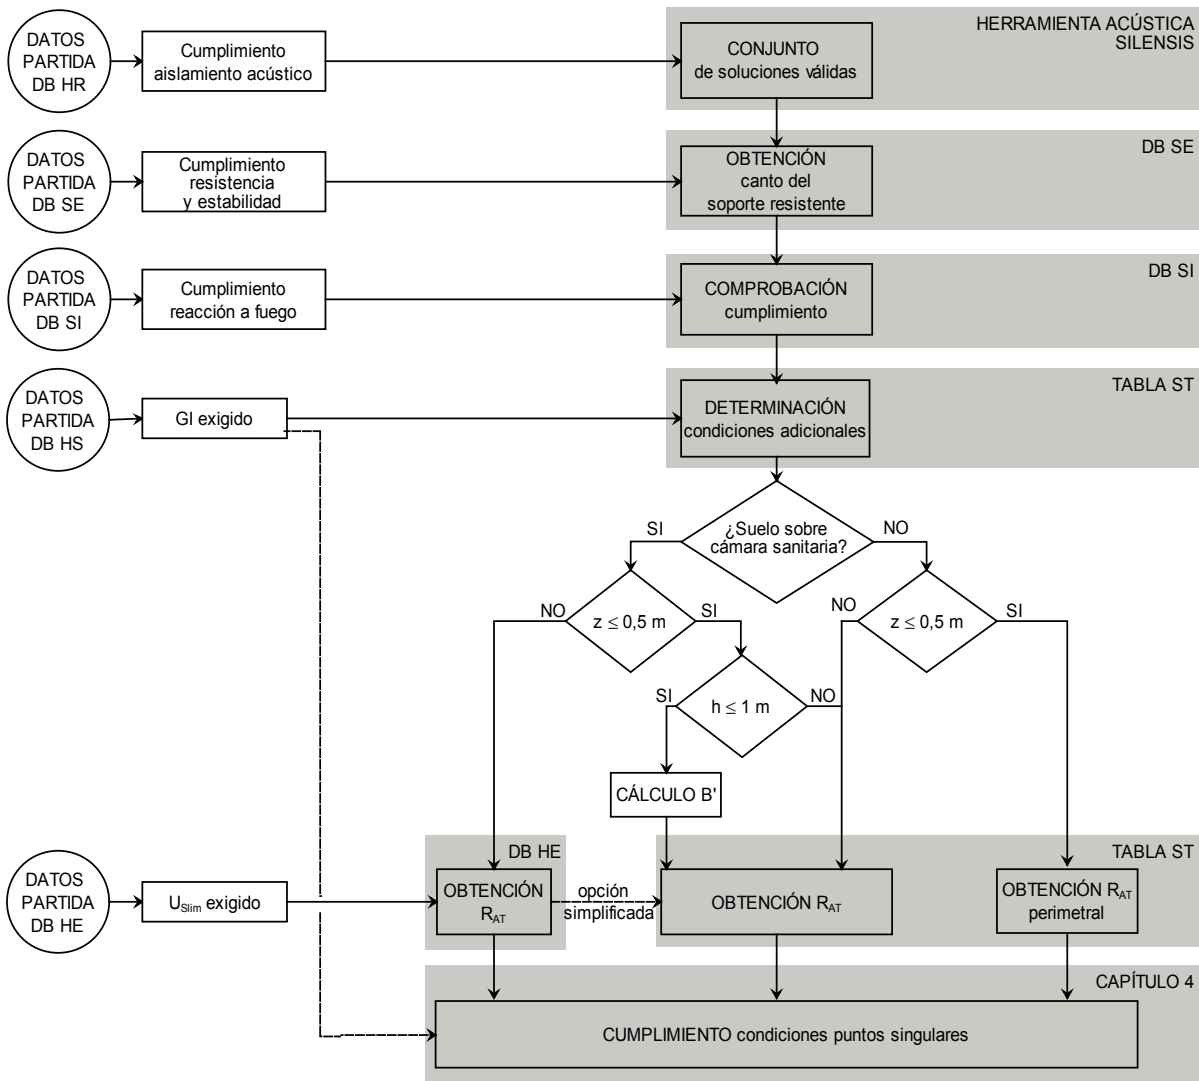 DATOS
PARTIDA
DB HR
Cumplimiento
aislamiento acústico
HERRAMIENTA ACÚSTICA
SILENSIS
CONJUNTO
de soluciones válidas
DATOS
PARTIDA
DB SE
Cumplimiento
resistencia
y estabilidad
DB SE
OBTENCIÓN
canto del
soporte resistente
DATOS
PARTIDA
DB SI
Cumplimiento
reacción a fuego
DB SI
COMPROBACIÓN
cumplimiento
DATOS
PARTIDA
DB HS
GI exigido
TABLA ST
DETERMINACIÓN
condiciones adicionales
SI
¿Suelo sobre
cámara sanitaria?
NO
NO
z ≤ 0,5 m
SI
NO
z ≤ 0,5 m
SI
SI
h ≤ 1 m
NO
CÁLCULO B'
DATOS
PARTIDA
DB HE
USlim exigido
DB HE
OBTENCIÓN
RAT
opción
simplificada
TABLA ST
OBTENCIÓN RAT
OBTENCIÓN RAT
perimetral
CAPÍTULO 4
CUMPLIMIENTO condiciones puntos singulares